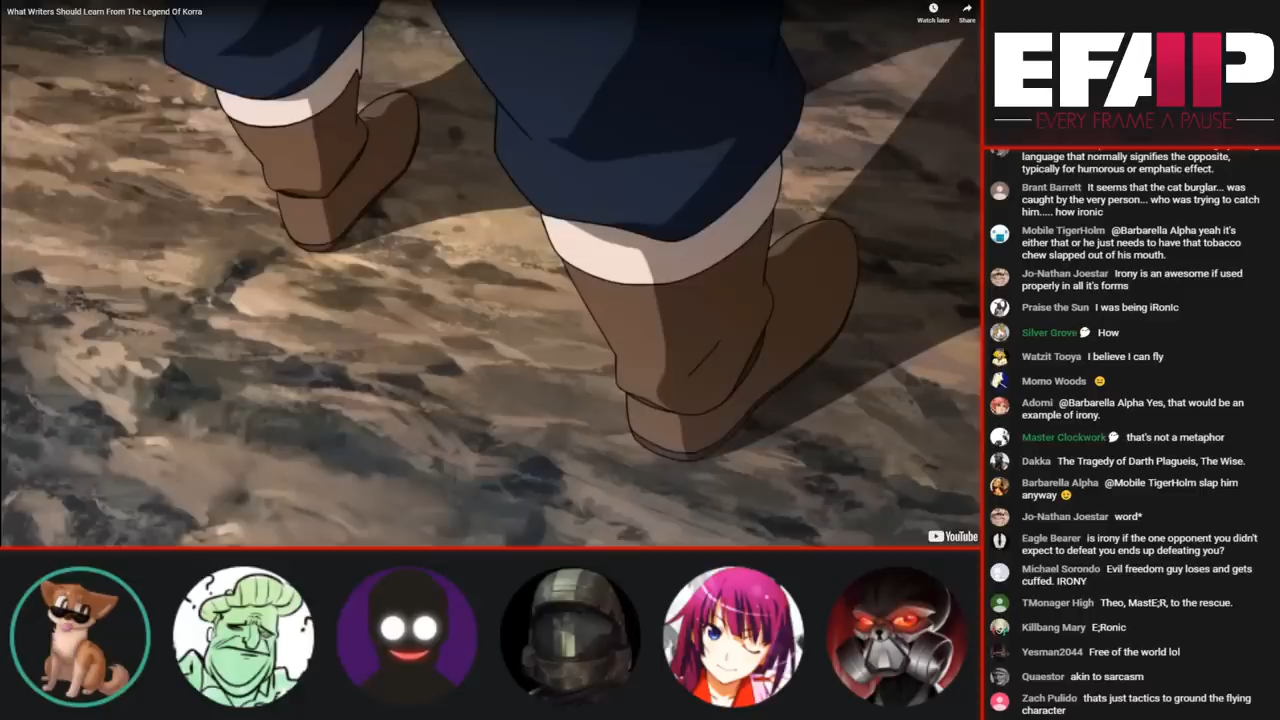 What Writers Should Learn From The Legend Of Korra
Watch later
Share
EFAP
EVERY FRAME A PAUSE
language that normally signifies the opposite,
typically for humorous or emphatic effect.
Brant Barrett It seems that the cat burglar... was
caught by the very person... who was trying to catch
him..... how ironic
Mobile TigerHolm @Barbarella Alpha yeah it's
either that or he just needs to have that tobacco
chew slapped out of his mouth.
Jo-Nathan Joestar Irony is an awesome if used
properly in all it's forms
Praise the Sun I was being iRonIc
Silver Grove How
Watzit Tooya I believe I can fly
Momo Woods 😐
Adorni @Barbarella Alpha Yes, that would be an
example of irony.
Master Clockwork that's not a metaphor
Dakka The Tragedy of Darth Plagueis, The Wise.
Barbarella Alpha @Mobile TigerHolm slap him
anyway 😉
Jo-Nathan Joestar word*
Eagle Bearer is irony if the one opponent you didn't
expect to defeat you ends up defeating you?
Michael Sorondo Evil freedom guy loses and gets
cuffed. IRONY
TMonager High Theo, MastE;R, to the rescue.
Killbang Mary E;Ronic
Yesman2044 Free of the world lol
Quaestor akin to sarcasm
Zach Pulido thats just tactics to ground the flying
character
YouTube